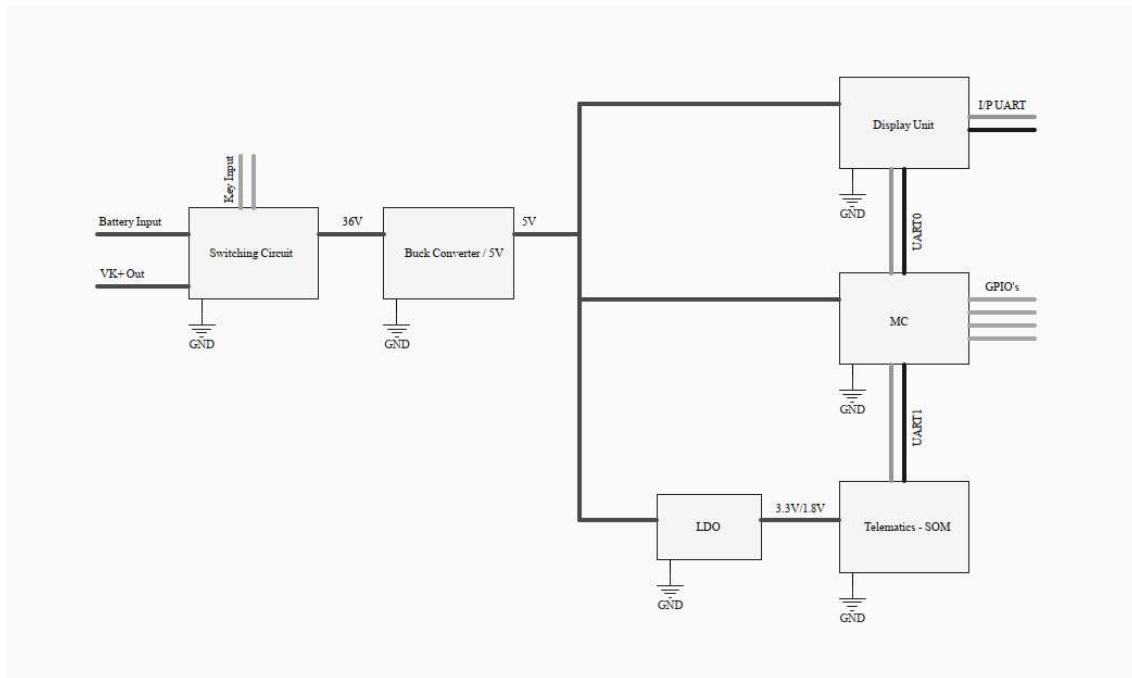 Display Unit
I/P UART
GND
Key Input
Battery Input
VK+ Out
Switching Circuit
GND
36V
Buck Converter / 5V
GND
5V
UART0
MC
GPIO's
GND
UART1
LDO
GND
3.3V/1.8V
Telematics - SOM
GND